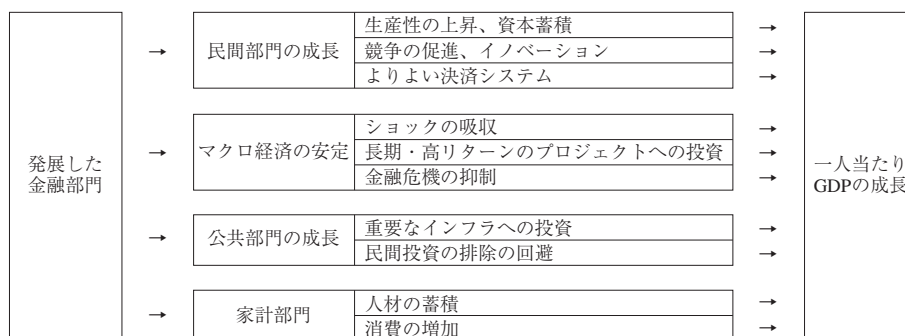 発展した
金融部門
→
民間部門の成長
生産性の上昇、資本蓄積
→
競争の促進、イノベーション
→
よりよい決済システム
→
→
マクロ経済の安定
ショックの吸収
→
長期・高リターンのプロジェクトへの投資
→
金融危機の抑制
→
→
公共部門の成長
重要なインフラへの投資
→
民間投資の排除の回避
→
→
家計部門
人材の蓄積
→
消費の増加
→
一人当たり
GDPの成長